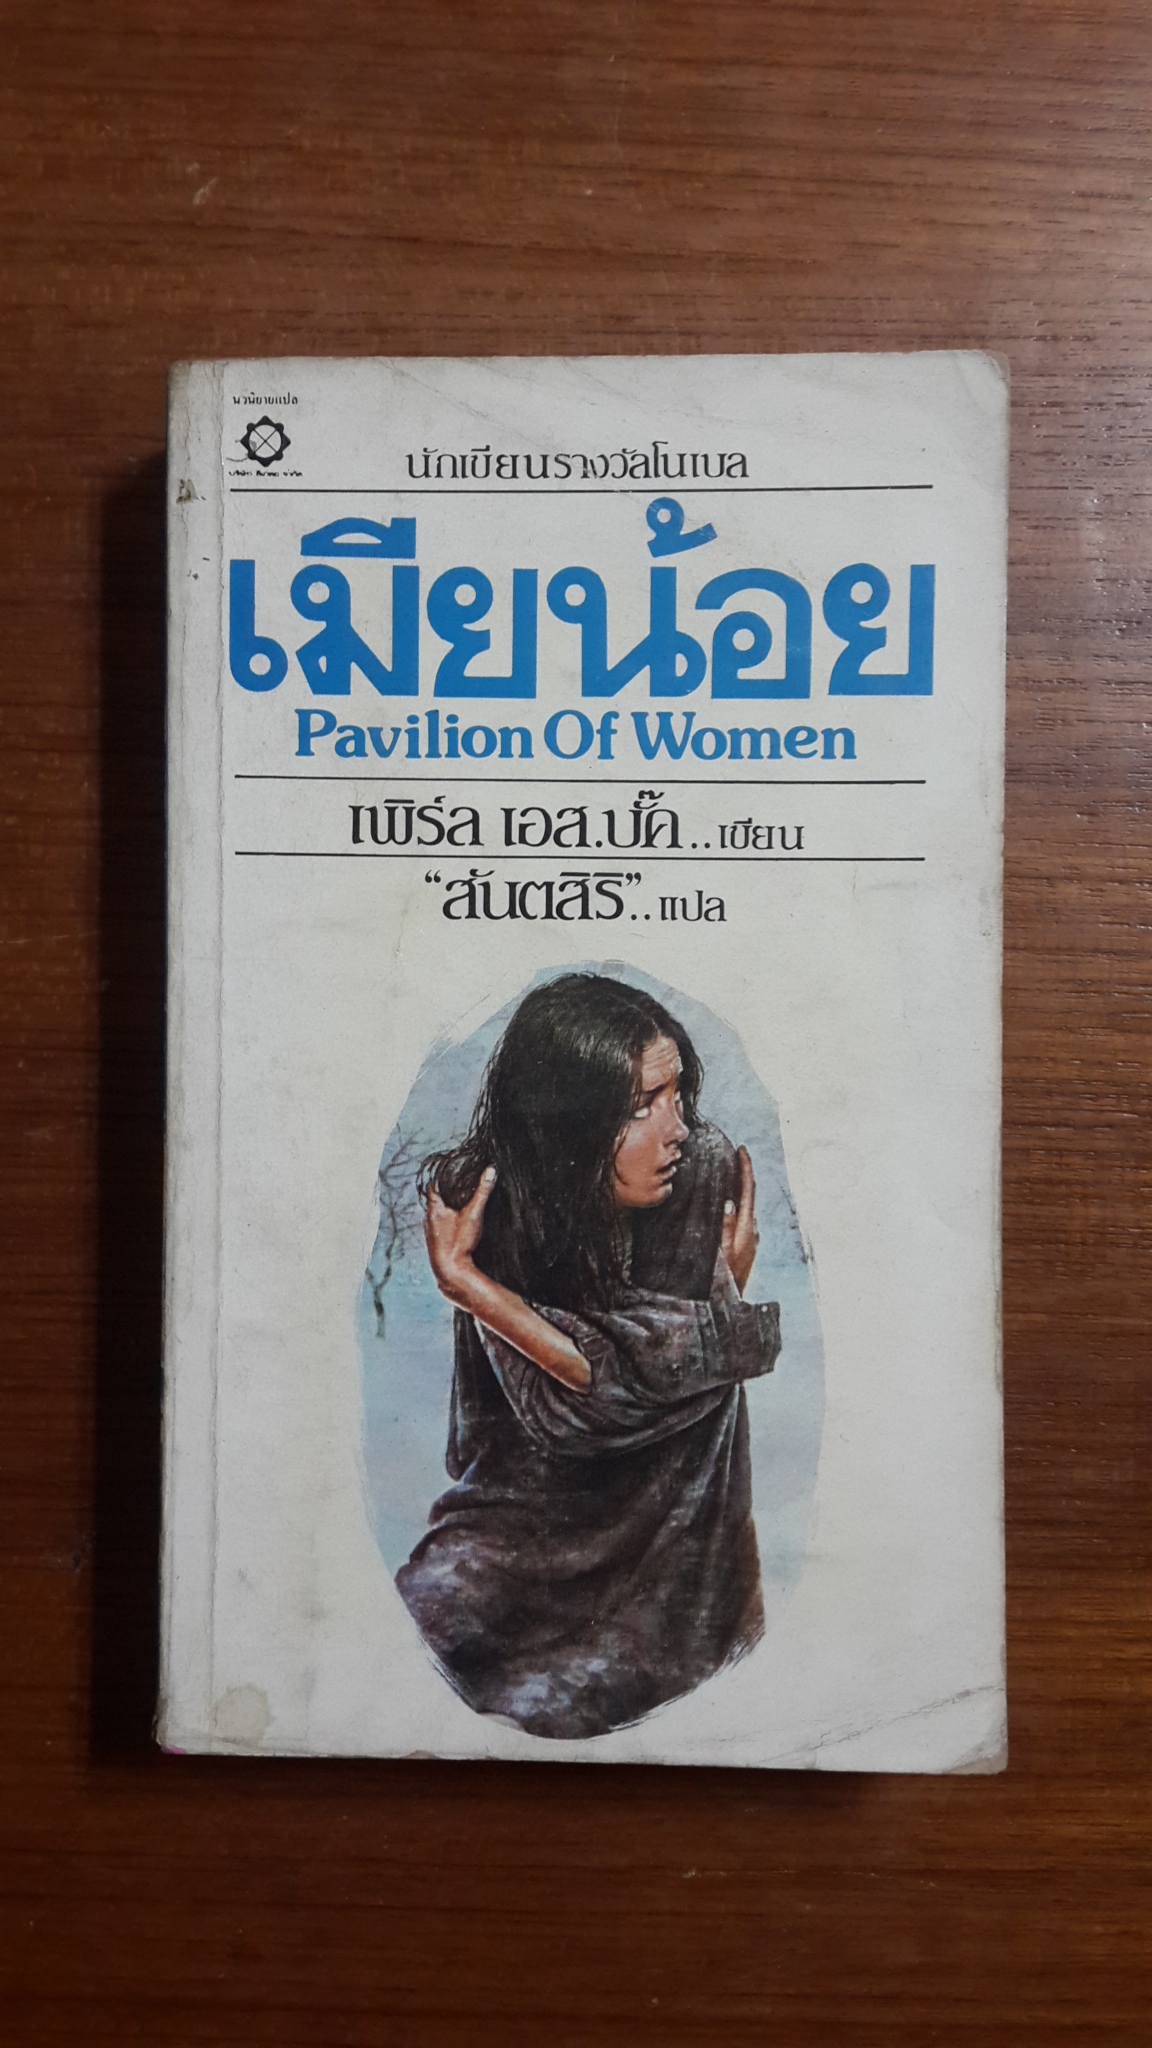 นวนิยายแปล
นักเขียนรางวัลโนเบล
เมียน้อย
Pavilion Of Women
เพิร์ล เอส.บั๊ค..เขียน
“สันตสิริ”..แปล